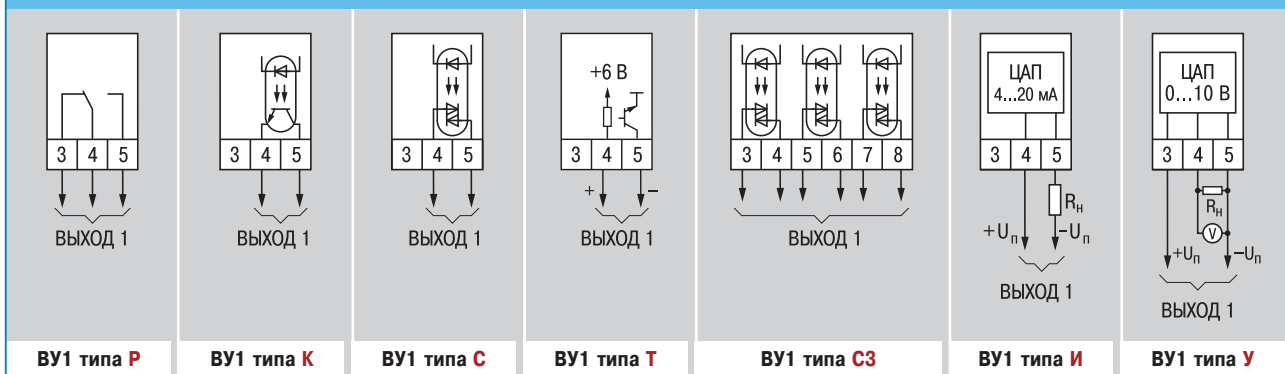 3 4 5
ВЫХОД 1
ВУ1 типа Р
3 4 5
ВЫХОД 1
ВУ1 типа К
3 4 5
ВЫХОД 1
ВУ1 типа С
+6 В
3 4 5
+ –
ВЫХОД 1
ВУ1 типа Т
3 4 5 6 7 8
ВЫХОД 1
ВУ1 типа С3
ЦАП
4...20 мА
3 4 5
Rн
+Uп –Uп
ВЫХОД 1
ВУ1 типа И
ЦАП
0...10 В
3 4 5
Rн
V
+Uп –Uп
ВЫХОД 1
ВУ1 типа У